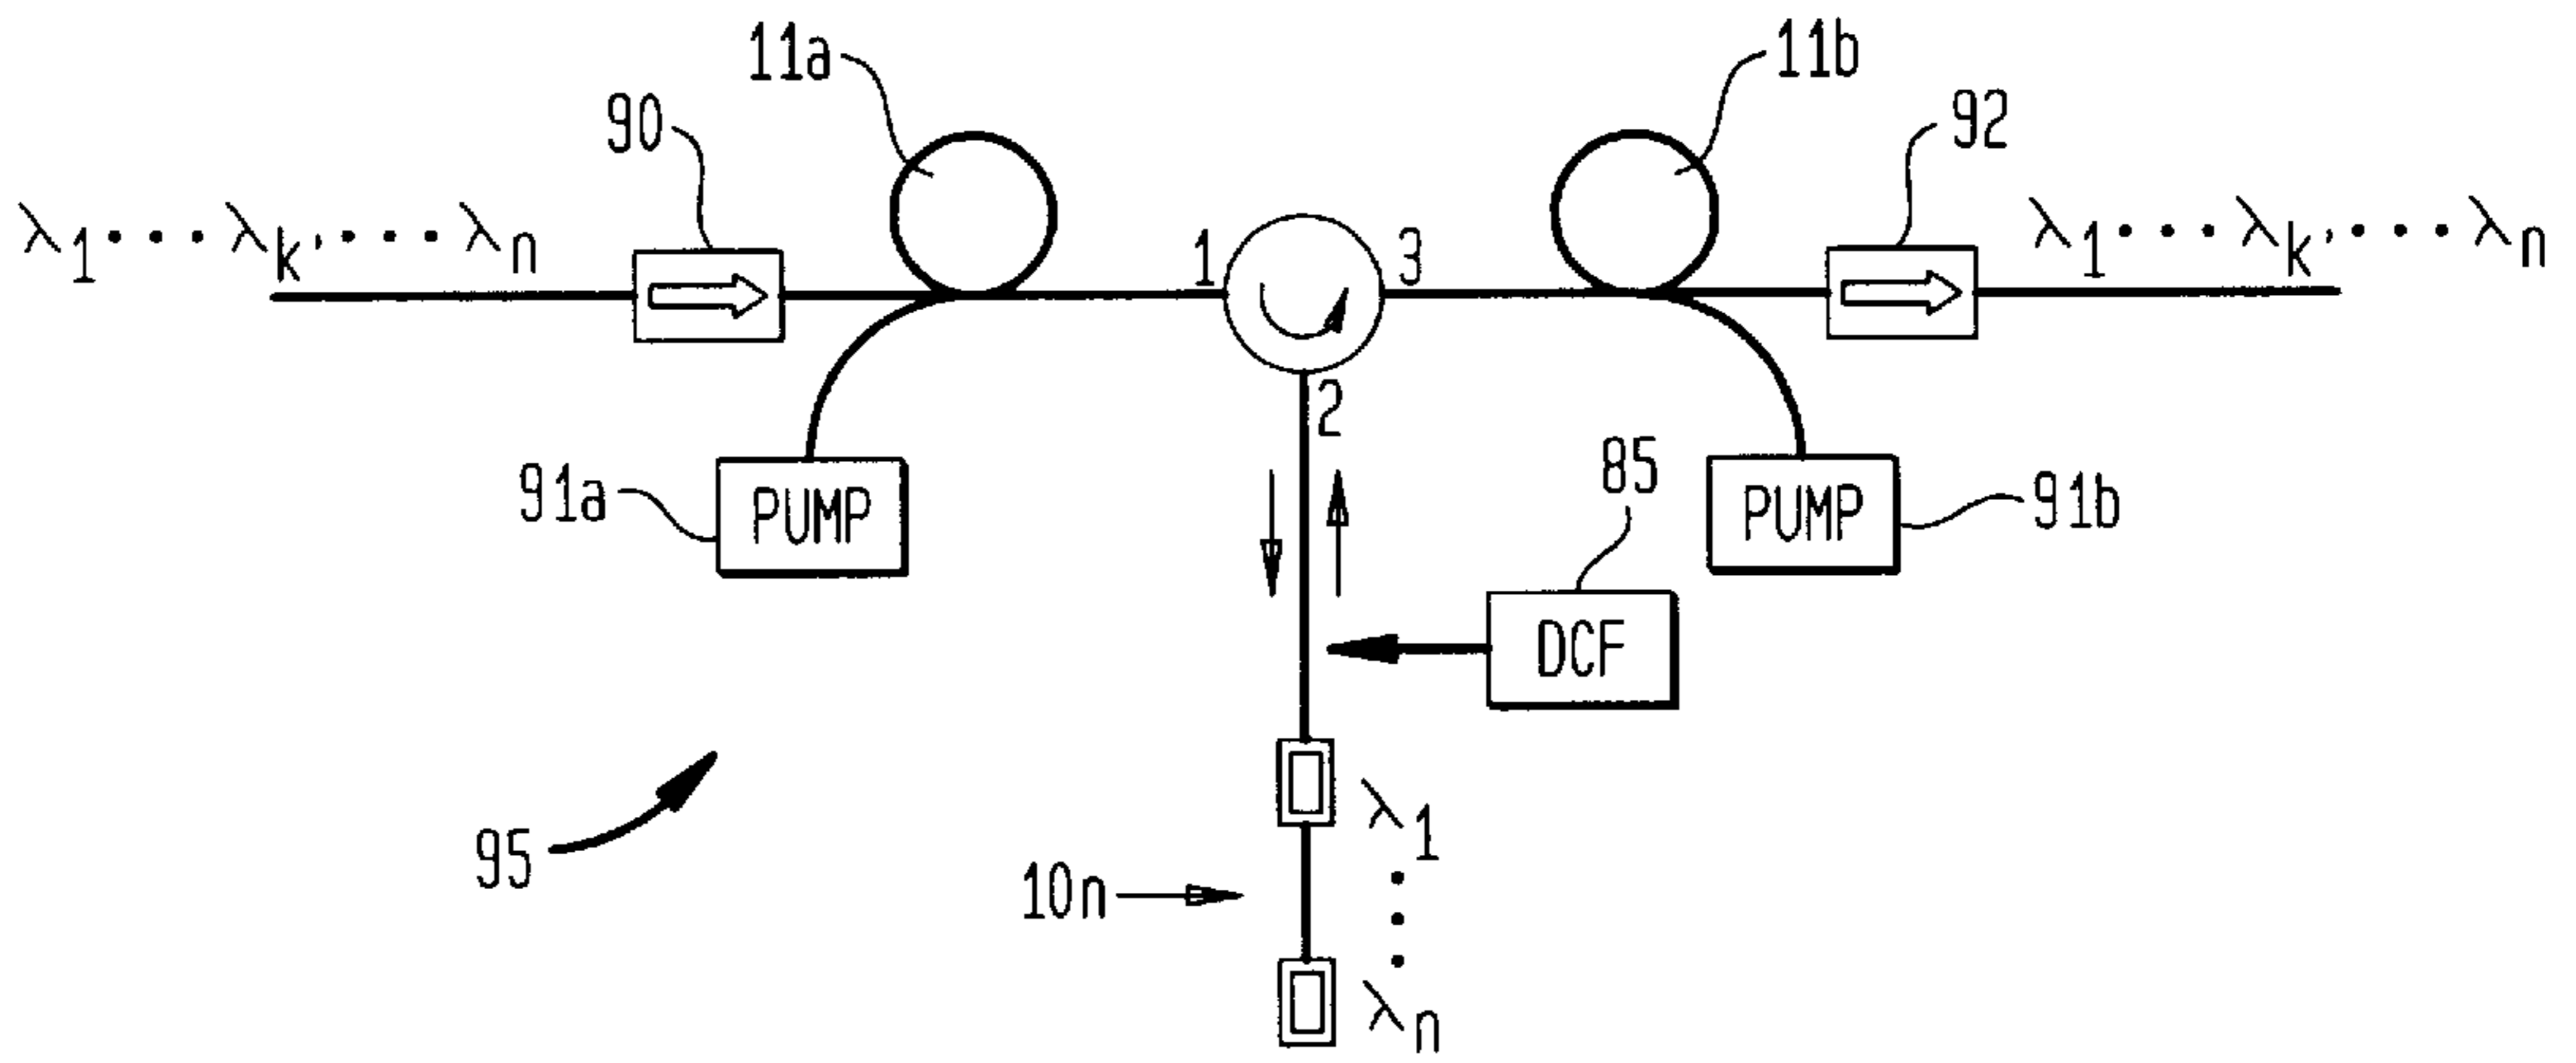 11a
11b
90
92
λ1...λk,...λn
λ1...λk,...λn
1
3
2
91a
PUMP
85
PUMP
91b
DCF
λ1
95
10n
.
.
.
λn